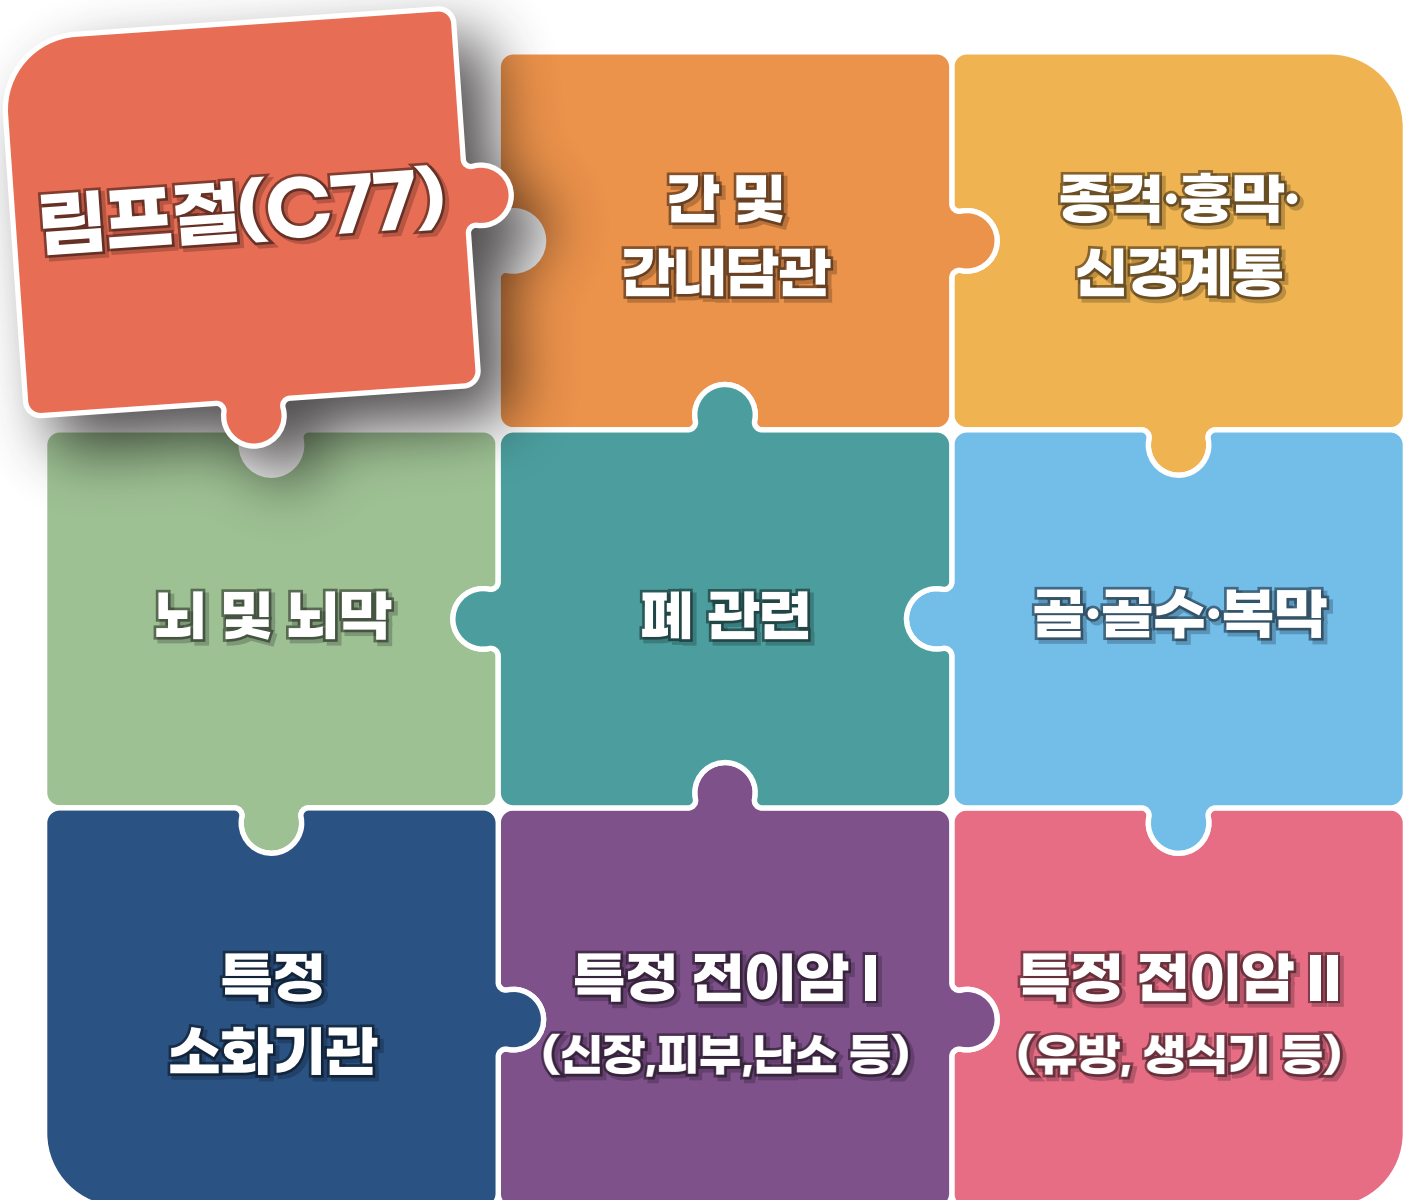 림프절(C77)
간 및
간내담관
종격·흉막·
신경계통
뇌 및 뇌막
폐 관련
골·골수·복막
특정
소화기관
특정 전이암 I
(신장,피부,난소 등)
특정 전이암 II
(유방, 생식기 등)